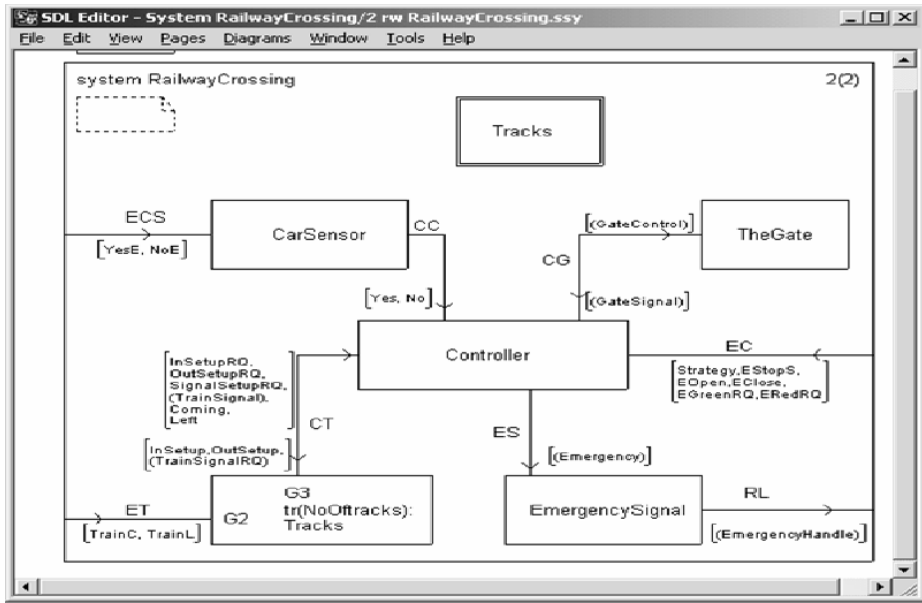 SDL Editor - System RailwayCrossing/2 rw RailwayCrossing.ssy
File Edit View Pages Diagrams Window Tools Help
system RailwayCrossing
2(2)
Tracks
ECS
[YesE, NoE]
CarSensor
CC
[Yes, No]
[(GateControl)]
TheGate
CG
[(GateSignal)]
Controller
EC
[Strategy,EStopS,
EOpen,EClose,
EGreenRQ,ERedRQ]
[InSetupRQ,
OutSetupRQ,
SignalSetupRQ,
(TrainSignal),
Coming,
Left]
CT
[InSetup,OutSetup,
(TrainSignalRQ)]
ES
[(Emergency)]
ET
[TrainC, TrainL]
G2
G3
tr(NoOftracks):
Tracks
EmergencySignal
RL
[(EmergencyHandle)]